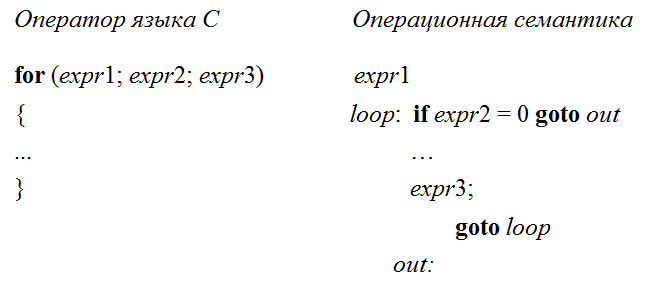 Оператор языка C Операционная семантика
for (expr1; expr2; expr3) expr1
{ loop: if expr2 = 0 goto out
... …
} expr3;
goto loop
out: